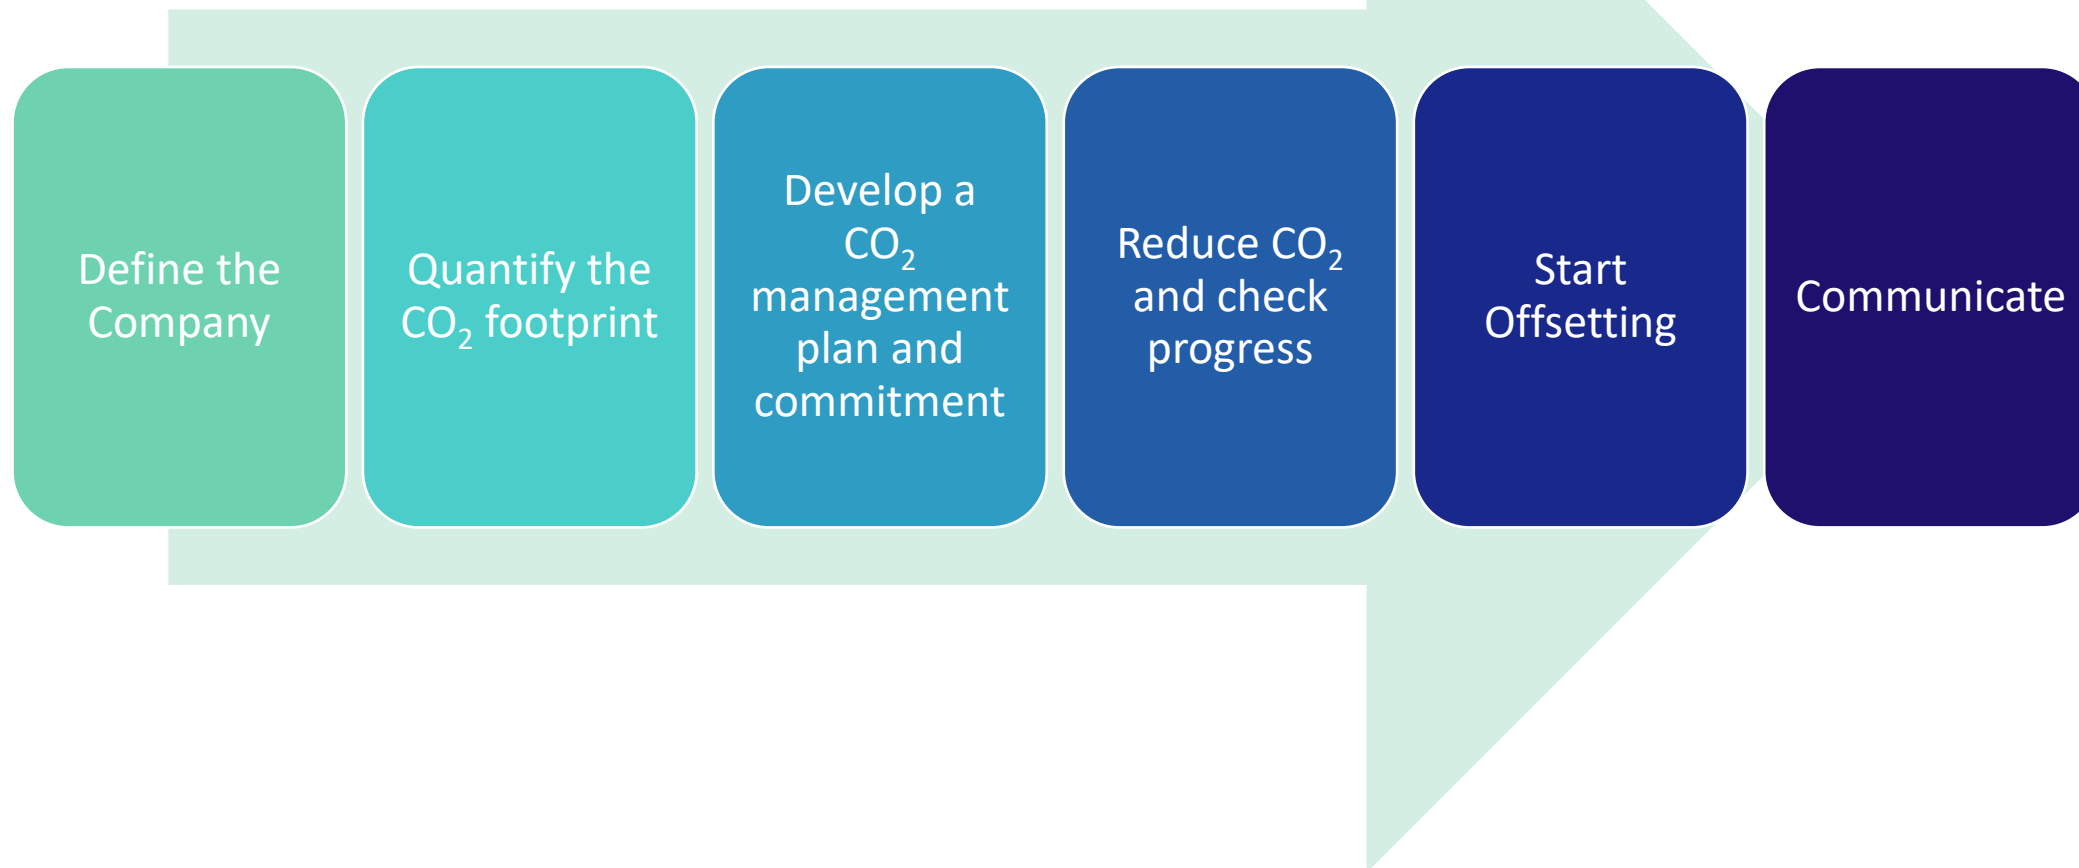 Define the
Company
Quantify the
CO₂ footprint
Develop a
CO₂
management
plan and
commitment
Reduce CO₂
and check
progress
Start
Offsetting
Communicate